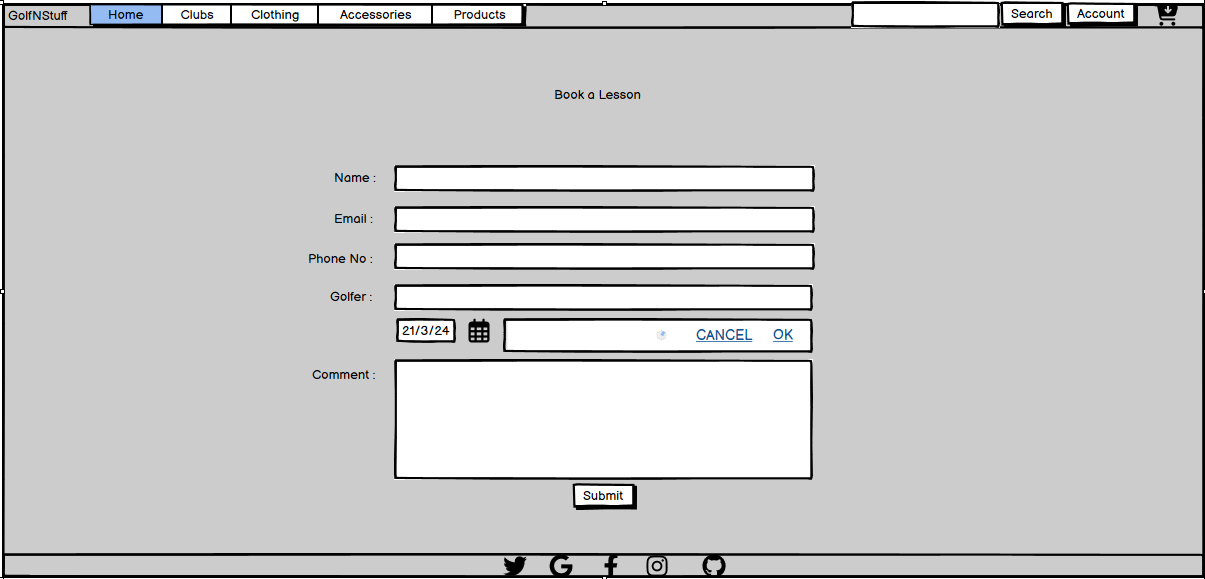 GolfNStuff Home Clubs Clothing Accessories Products Search Account
Book a Lesson
Name :
Email :
Phone No :
Golfer :
21/3/24 CANCEL OK
Comment :
Submit